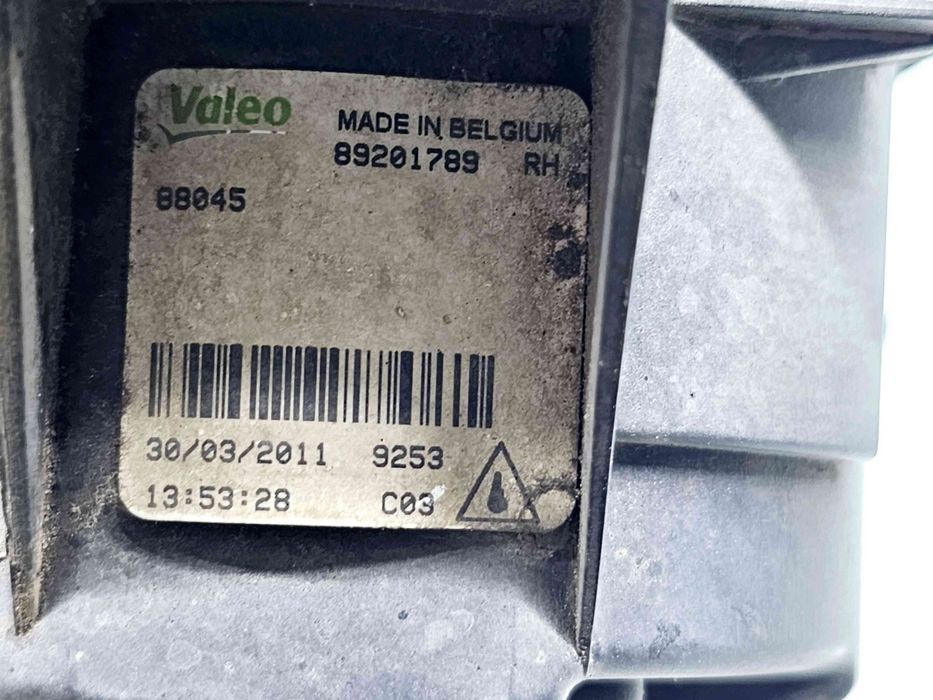 Valeo
MADE IN BELGIUM
89201789 RH
88045
30/03/2011 9253
13:53:28 C03